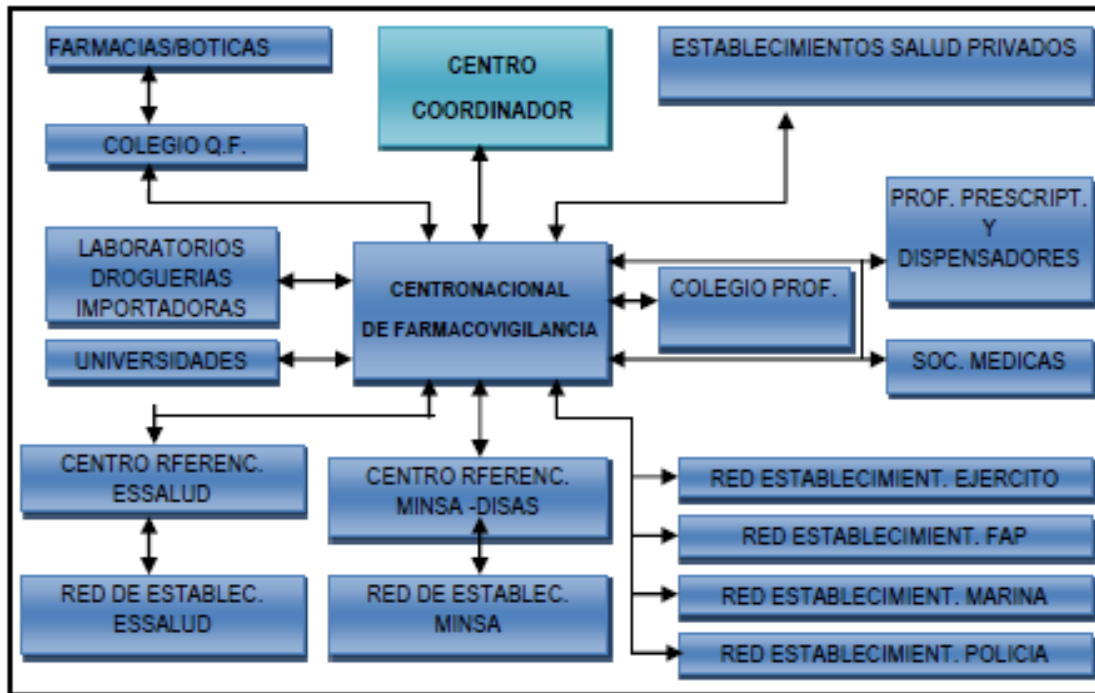 FARMACIAS/BOTICAS
CENTRO
COORDINADOR
ESTABLECIMIENTOS SALUD PRIVADOS
COLEGIO Q.F.
PROF. PRESCRIPT.
Y
DISPENSADORES
LABORATORIOS
DROGUERIAS
IMPORTADORAS
CENTRONACIONAL
DE FARMACOVIGILANCIA
COLEGIO PROF.
UNIVERSIDADES
SOC. MEDICAS
CENTRO RFERENC.
ESSALUD
CENTRO RFERENC.
MINSA -DISAS
RED ESTABLECIMIENT. EJERCITO
RED ESTABLECIMIENT. FAP
RED DE ESTABLEC.
ESSALUD
RED DE ESTABLEC.
MINSA
RED ESTABLECIMIENT. MARINA
RED ESTABLECIMIENT. POLICIA